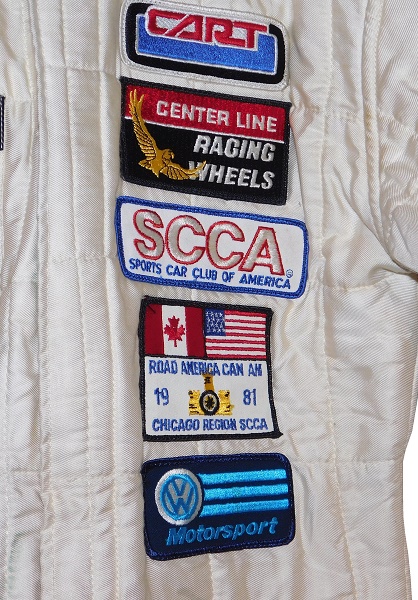 CART
CENTER LINE
RACING
WHEELS
SCCA
SPORTS CAR CLUB OF AMERICA ®
ROAD AMERICA CAN AM
19 81
CHICAGO REGION SCCA
VW
Motorsport